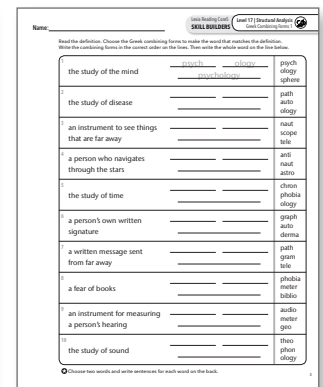 Name:
Lexia Reading Core5
SKILL BUILDERS
Level 17 | Structural Analysis
Greek Combining Forms 1
Read the definition. Choose the Greek combining forms to make the word that matches the definition.
Write the combining forms in the correct order on the lines. Then write the whole word on the line below.
1
the study of the mind
psych ology
psychology
psych
ology
sphere
2
the study of disease
path
auto
ology
3
an instrument to see things
that are far away
naut
scope
tele
4
a person who navigates
through the stars
anti
naut
astro
5
the study of time
chron
phobia
ology
6
a person's own written
signature
graph
auto
derma
7
a written message sent
from far away
path
gram
tele
8
a fear of books
phobia
meter
biblio
9
an instrument for measuring
a person's hearing
audio
meter
geo
10
the study of sound
theo
phon
ology
Choose two words and write sentences for each word on the back.